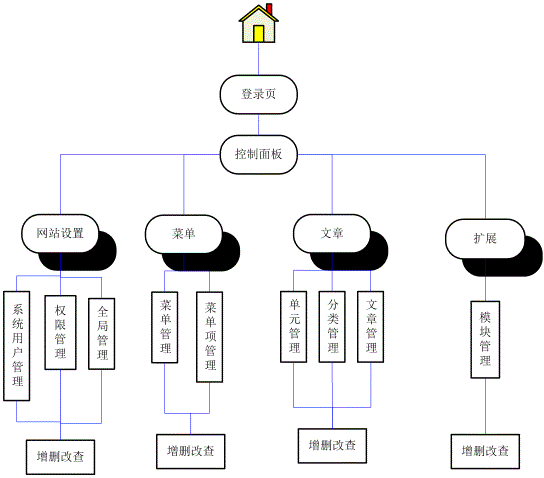 登录页
控制面板
网站设置
菜单
文章
扩展
系统用户管理
权限管理
全局管理
菜单管理
菜单项管理
单元管理
分类管理
文章管理
模块管理
增删改查
增删改查
增删改查
增删改查